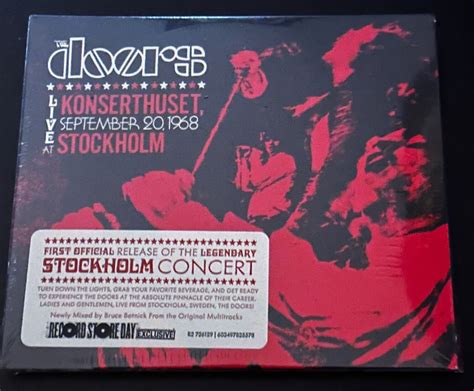 THE
doors
LIVE AT
KONSERTHUSET,
SEPTEMBER 20, 1968
STOCKHOLM
FIRST OFFICIAL RELEASE OF THE LEGENDARY
STOCKHOLM CONCERT
TURN DOWN THE LIGHTS, GRAB YOUR FAVORITE BEVERAGE, AND GET READY
TO EXPERIENCE THE DOORS AT THE ABSOLUTE PINNACLE OF THEIR CAREER.
LADIES AND GENTLEMEN, LIVE FROM STOCKHOLM, SWEDEN, THE DOORS!
Newly Mixed by Bruce Botnick From the Original Multitracks
RECORD STORE DAY EXCLUSIVE R2 726129 | 603497835578